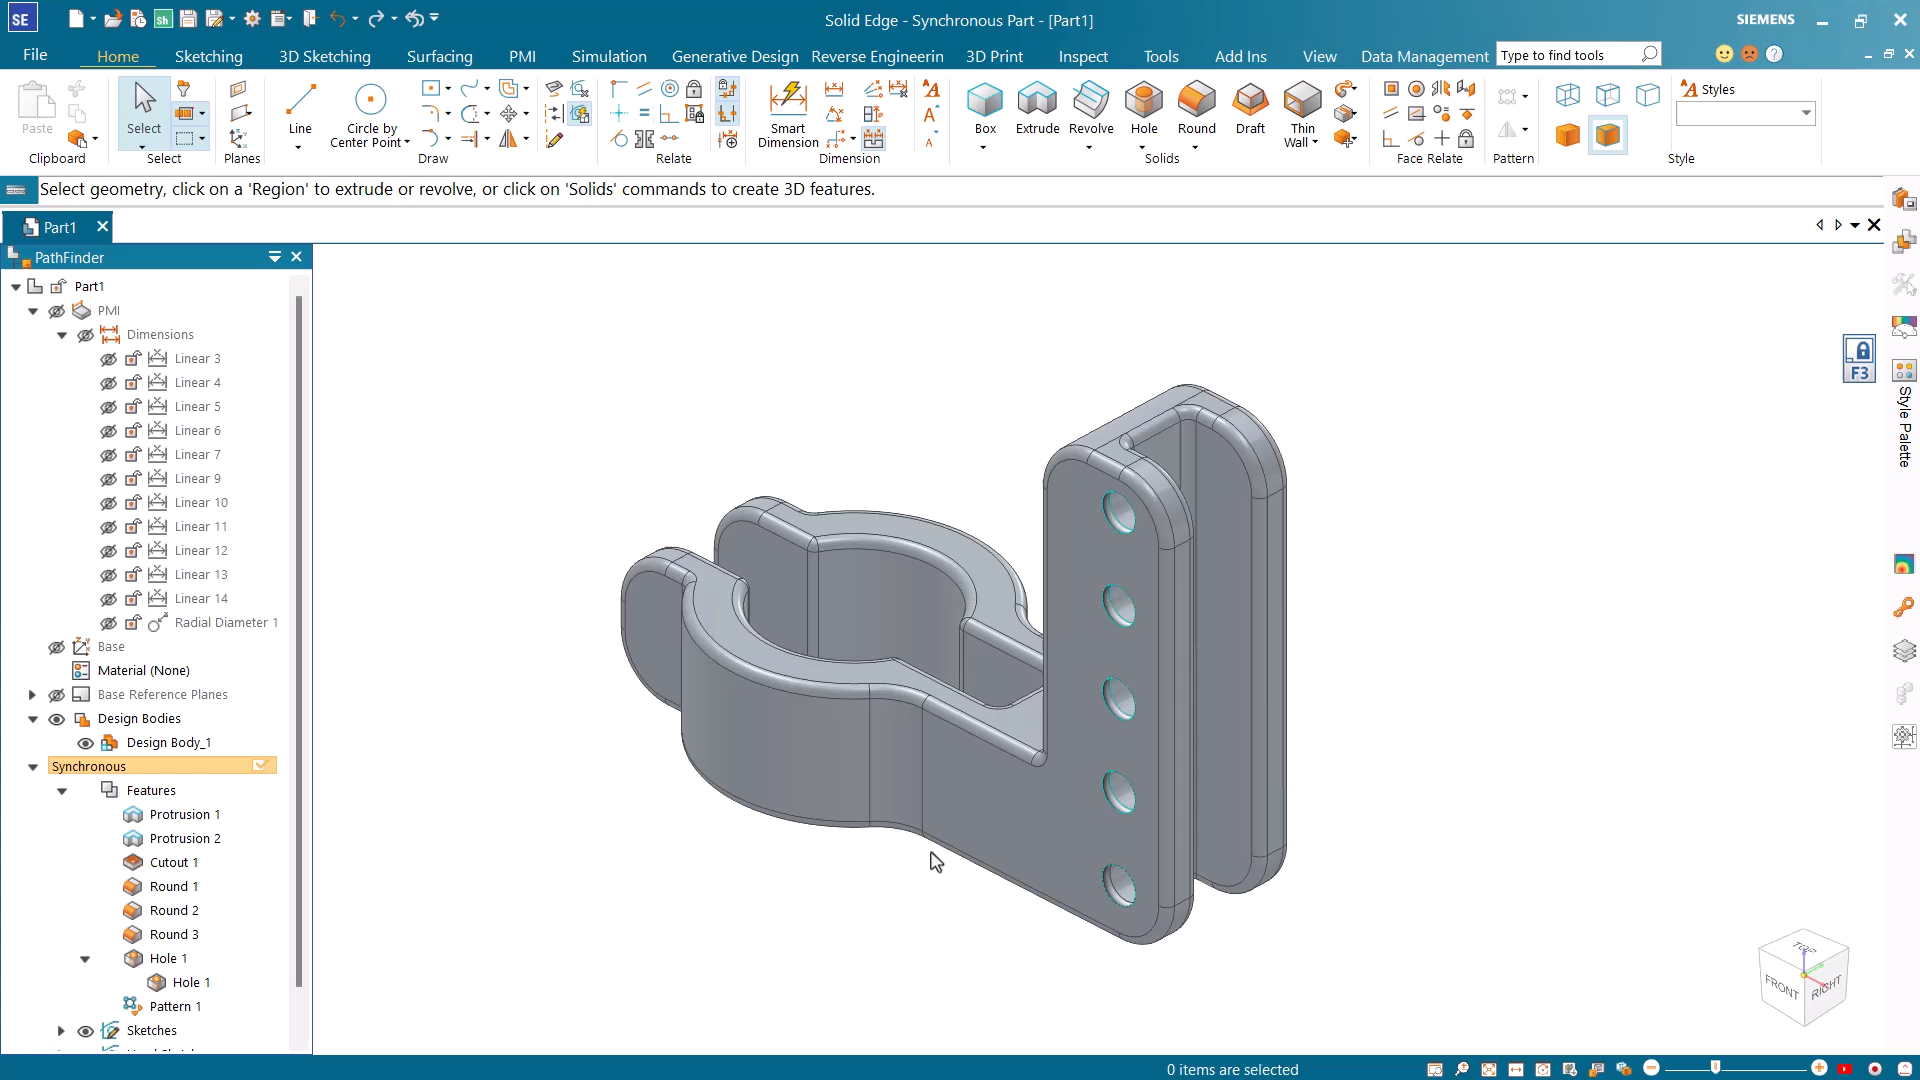 SE
Sh
Solid Edge - Synchronous Part - [Part1]
SIEMENS
File
Home
Sketching
3D Sketching
Surfacing
PMI
Simulation
Generative Design
Reverse Engineerin
3D Print
Inspect
Tools
Add Ins
View
Data Management
Type to find tools
Paste
Clipboard
Select
Select
Planes
Line
Circle by
Center Point
Draw
Relate
Smart
Dimension
Dimension
Box
Extrude
Revolve
Hole
Round
Draft
Thin
Wall
Solids
Face Relate
Pattern
Styles
Style
Select geometry, click on a 'Region' to extrude or revolve, or click on 'Solids' commands to create 3D features.
Part1
PathFinder
Part1
PMI
Dimensions
Linear 3
Linear 4
Linear 5
Linear 6
Linear 7
Linear 9
Linear 10
Linear 11
Linear 12
Linear 13
Linear 14
Radial Diameter 1
Base
Material (None)
Base Reference Planes
Design Bodies
Design Body_1
Synchronous
Features
Protrusion 1
Protrusion 2
Cutout 1
Round 1
Round 2
Round 3
Hole 1
Hole 1
Pattern 1
Sketches
F3
Style Palette
TOP
FRONT
RIGHT
0 items are selected